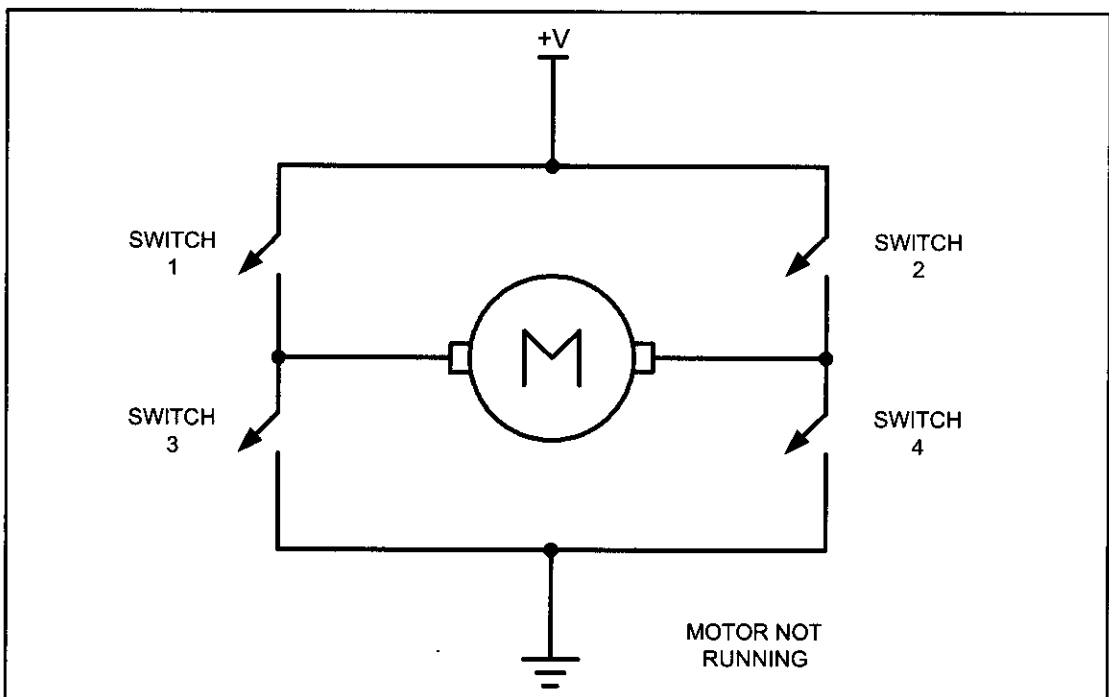 +V
SWITCH
1
SWITCH
2
M
SWITCH
3
SWITCH
4
MOTOR NOT
RUNNING